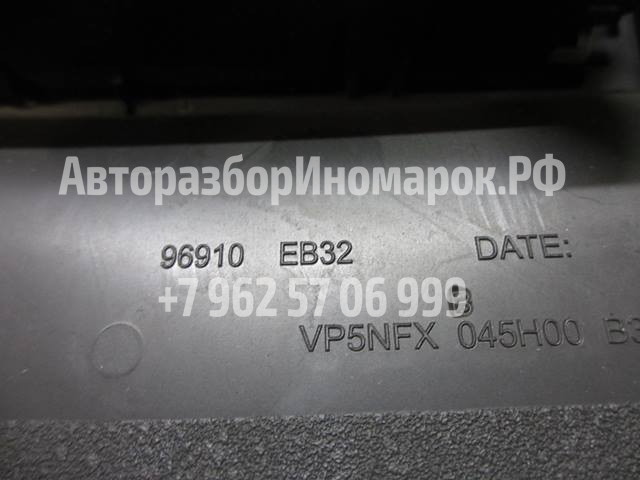 АвторазборИномарок.РФ
96910 EB32 DATE:
+7 962 57 06 999
VP5NFX 045H00